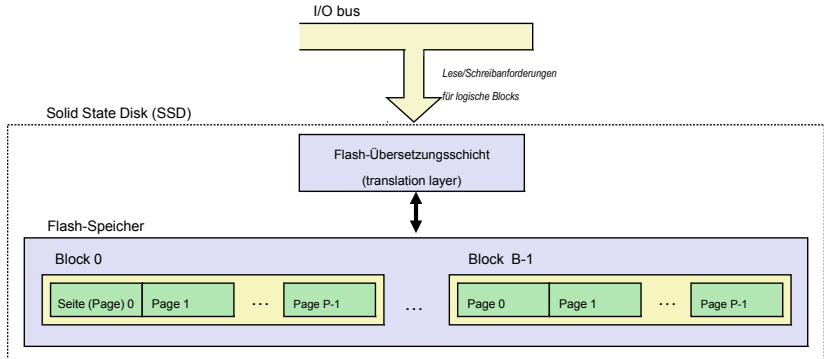 I/O bus
Lese/Schreibanforderungen
für logische Blocks
Solid State Disk (SSD)
Flash-Übersetzungsschicht
(translation layer)
Flash-Speicher
Block 0
Block B-1
Seite (Page) 0 Page 1 … Page P-1 … Page 0 Page 1 … Page P-1